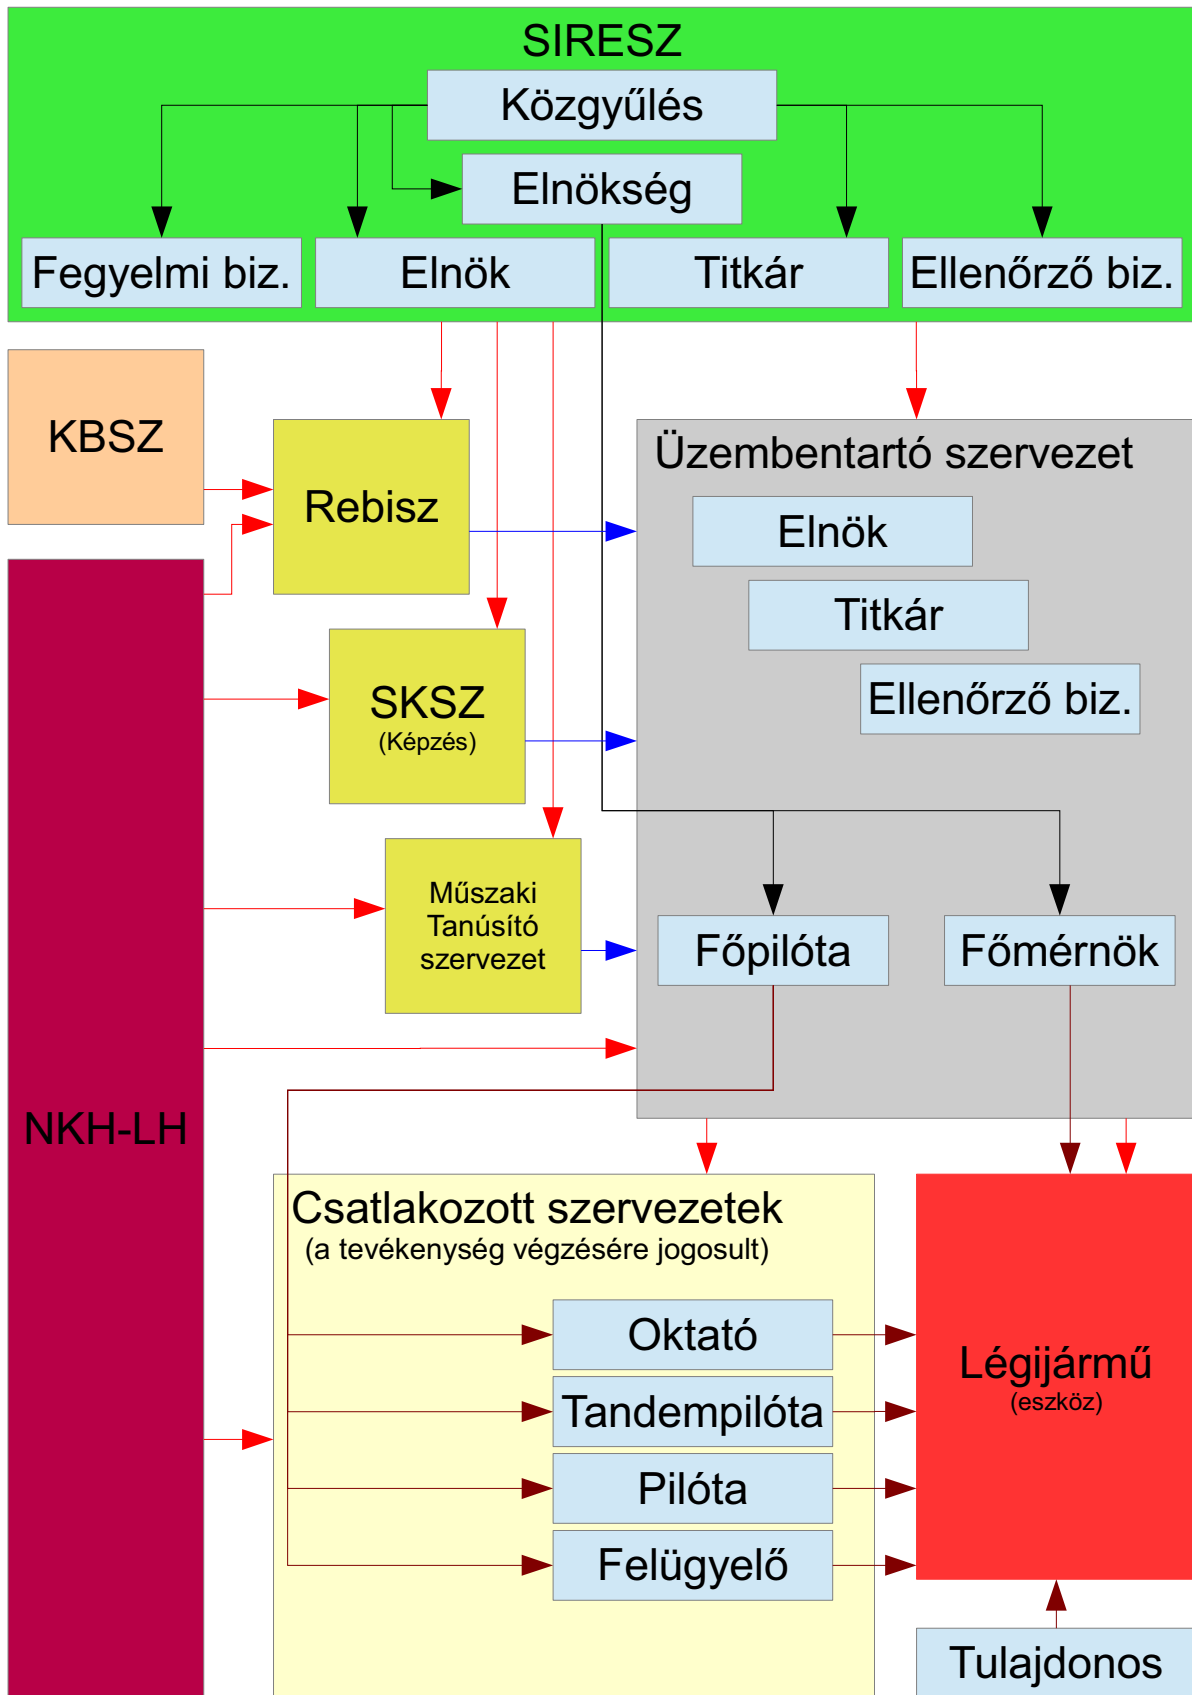 SIRESZ
Közgyűlés
Elnökség
Fegyelmi biz.
Elnök
Titkár
Ellenőrző biz.
KBSZ
Rebisz
Üzembentartó szervezet
Elnök
Titkár
Ellenőrző biz.
SKSZ
(Képzés)
Műszaki
Tanúsító
szervezet
Főpilóta
Főmérnök
NKH-LH
Csatlakozott szervezetek
(a tevékenység végzésére jogosult)
Oktató
Tandempilóta
Pilóta
Felügyelő
Légijármű
(eszköz)
Tulajdonos